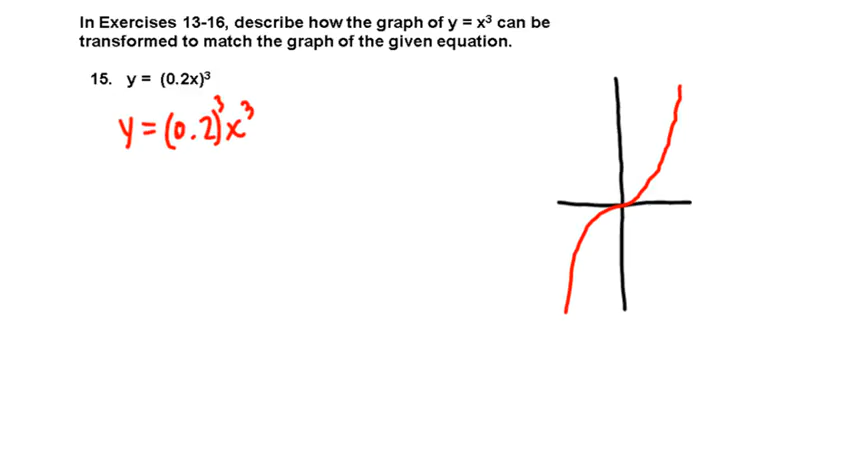 In Exercises 13-16, describe how the graph of y = x³ can be
transformed to match the graph of the given equation.
15. y = (0.2x)³
y = (0.2)³x³